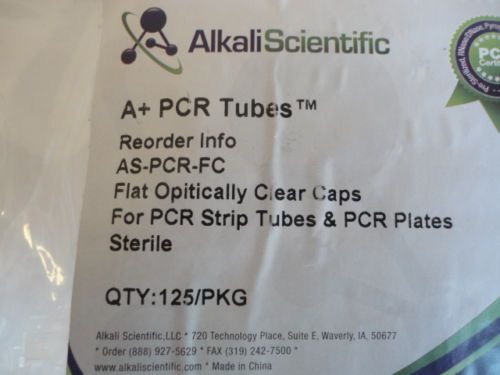 AlkaliScientific
A+ PCR Tubes™
Reorder Info
AS-PCR-FC
Flat Opitically Clear Caps
For PCR Strip Tubes & PCR Plates
Sterile
QTY:125/PKG
Alkali Scientific,LLC * 720 Technology Place, Suite E, Waverly, IA, 50677
* Order (888) 927-5629 * FAX (319) 242-7500 *
www.alkaliscientific.com * Made in China